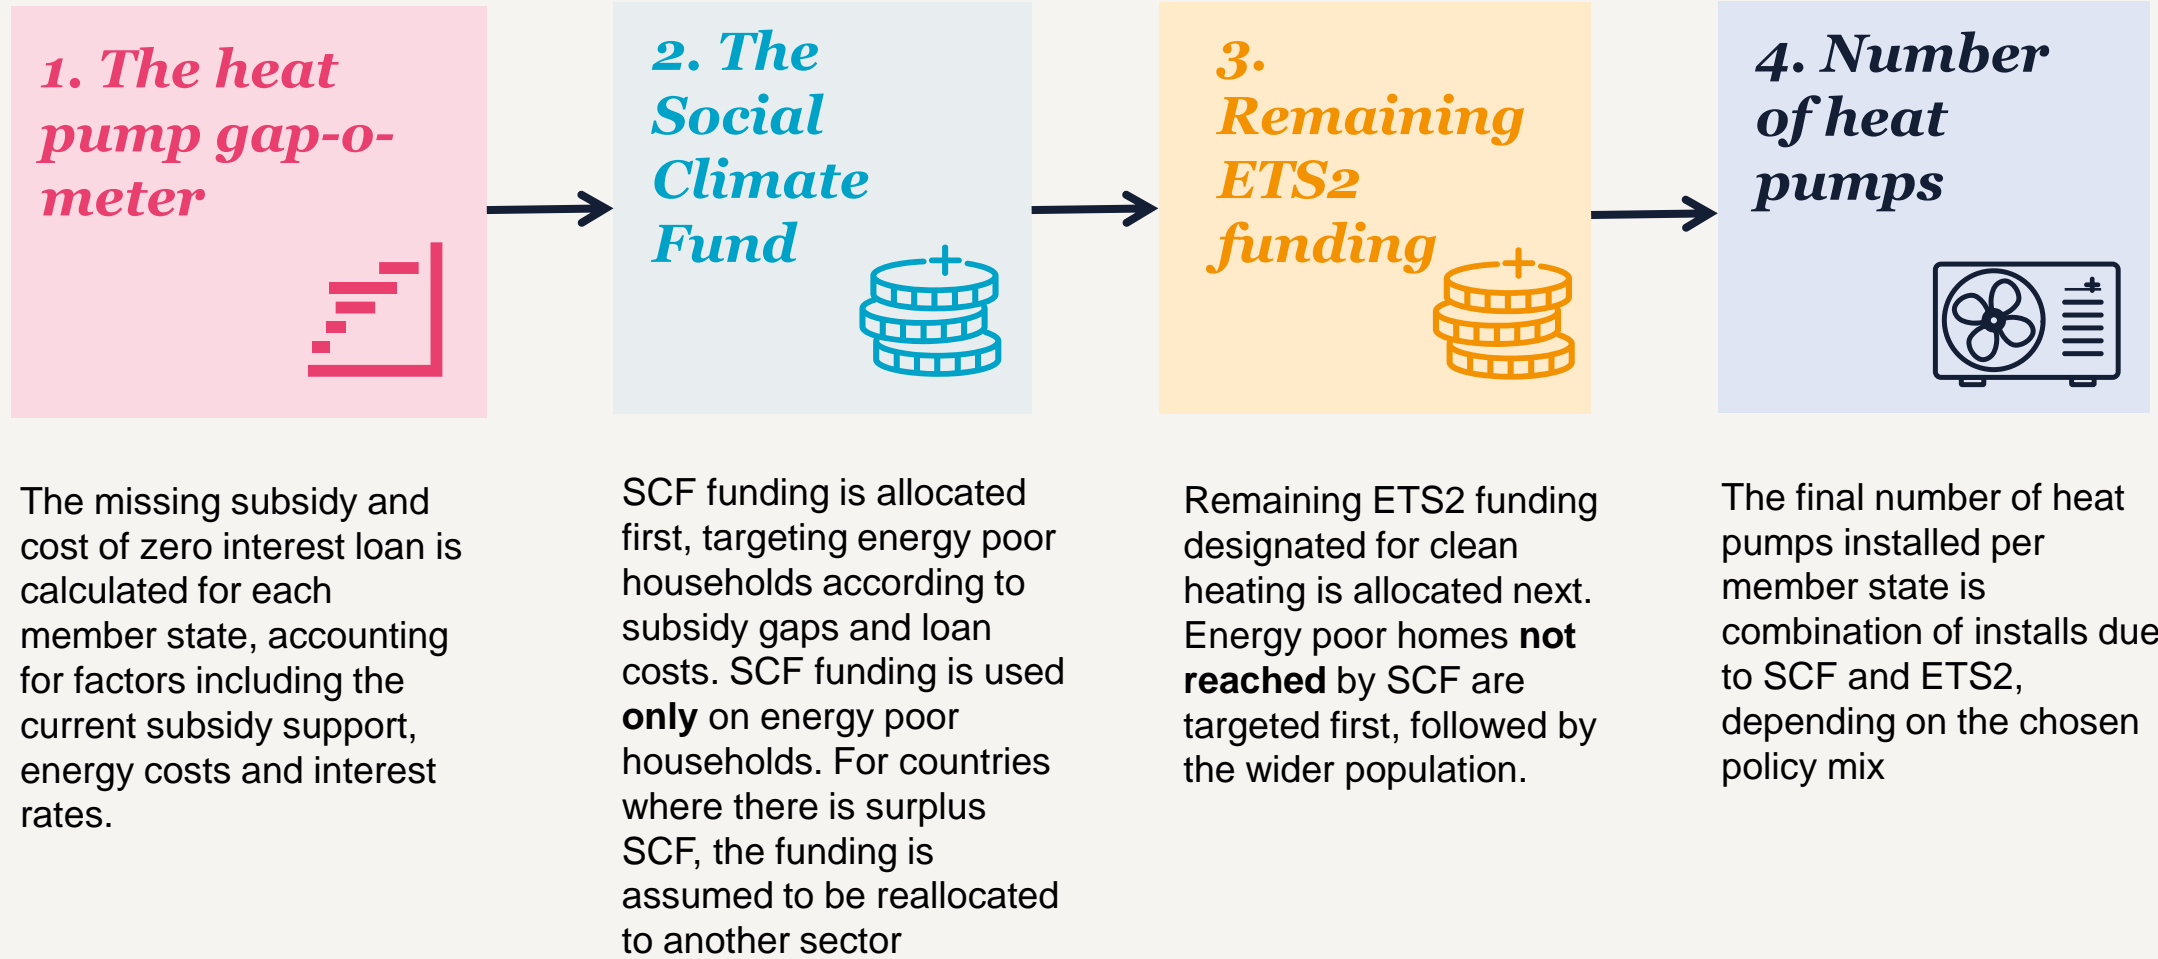 1. The heat
pump gap-o-
meter
The missing subsidy and
cost of zero interest loan is
calculated for each
member state, accounting
for factors including the
current subsidy support,
energy costs and interest
rates.
2. The
Social
Climate
Fund
SCF funding is allocated
first, targeting energy poor
households according to
subsidy gaps and loan
costs. SCF funding is used
only on energy poor
households. For countries
where there is surplus
SCF, the funding is
assumed to be reallocated
to another sector
3.
Remaining
ETS2
funding
Remaining ETS2 funding
designated for clean
heating is allocated next.
Energy poor homes not
reached by SCF are
targeted first, followed by
the wider population.
4. Number
of heat
pumps
The final number of heat
pumps installed per
member state is
combination of installs due
to SCF and ETS2,
depending on the chosen
policy mix